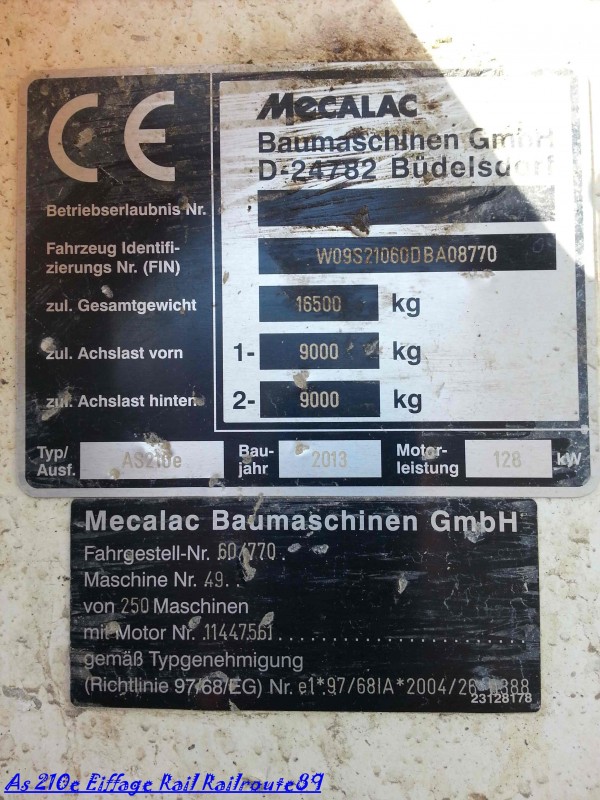 CE
MECALAC
Baumaschinen GmbH
D-24782 Büdelsdorf
Betriebserlaubnis Nr.
Fahrzeug Identifi-
zierungs Nr. (FIN) W09S21060DBA08770
zul. Gesamtgewicht 16500 kg
zul. Achslast vorn 1- 9000 kg
zul. Achslast hinten 2- 9000 kg
Typ/ Bau- Motor-
Ausf. AS210e jahr 2013 leistung 128 kW
Mecalac Baumaschinen GmbH
Fahrgestell-Nr. 60/770
Maschine Nr. 49
von 250 Maschinen
mit Motor Nr. 11447561
gemäß Typgenehmigung
(Richtlinie 97/68/EG) Nr. e1*97/68IA*2004/26*
23128178
As 210e Eiffage Rail Railroute89